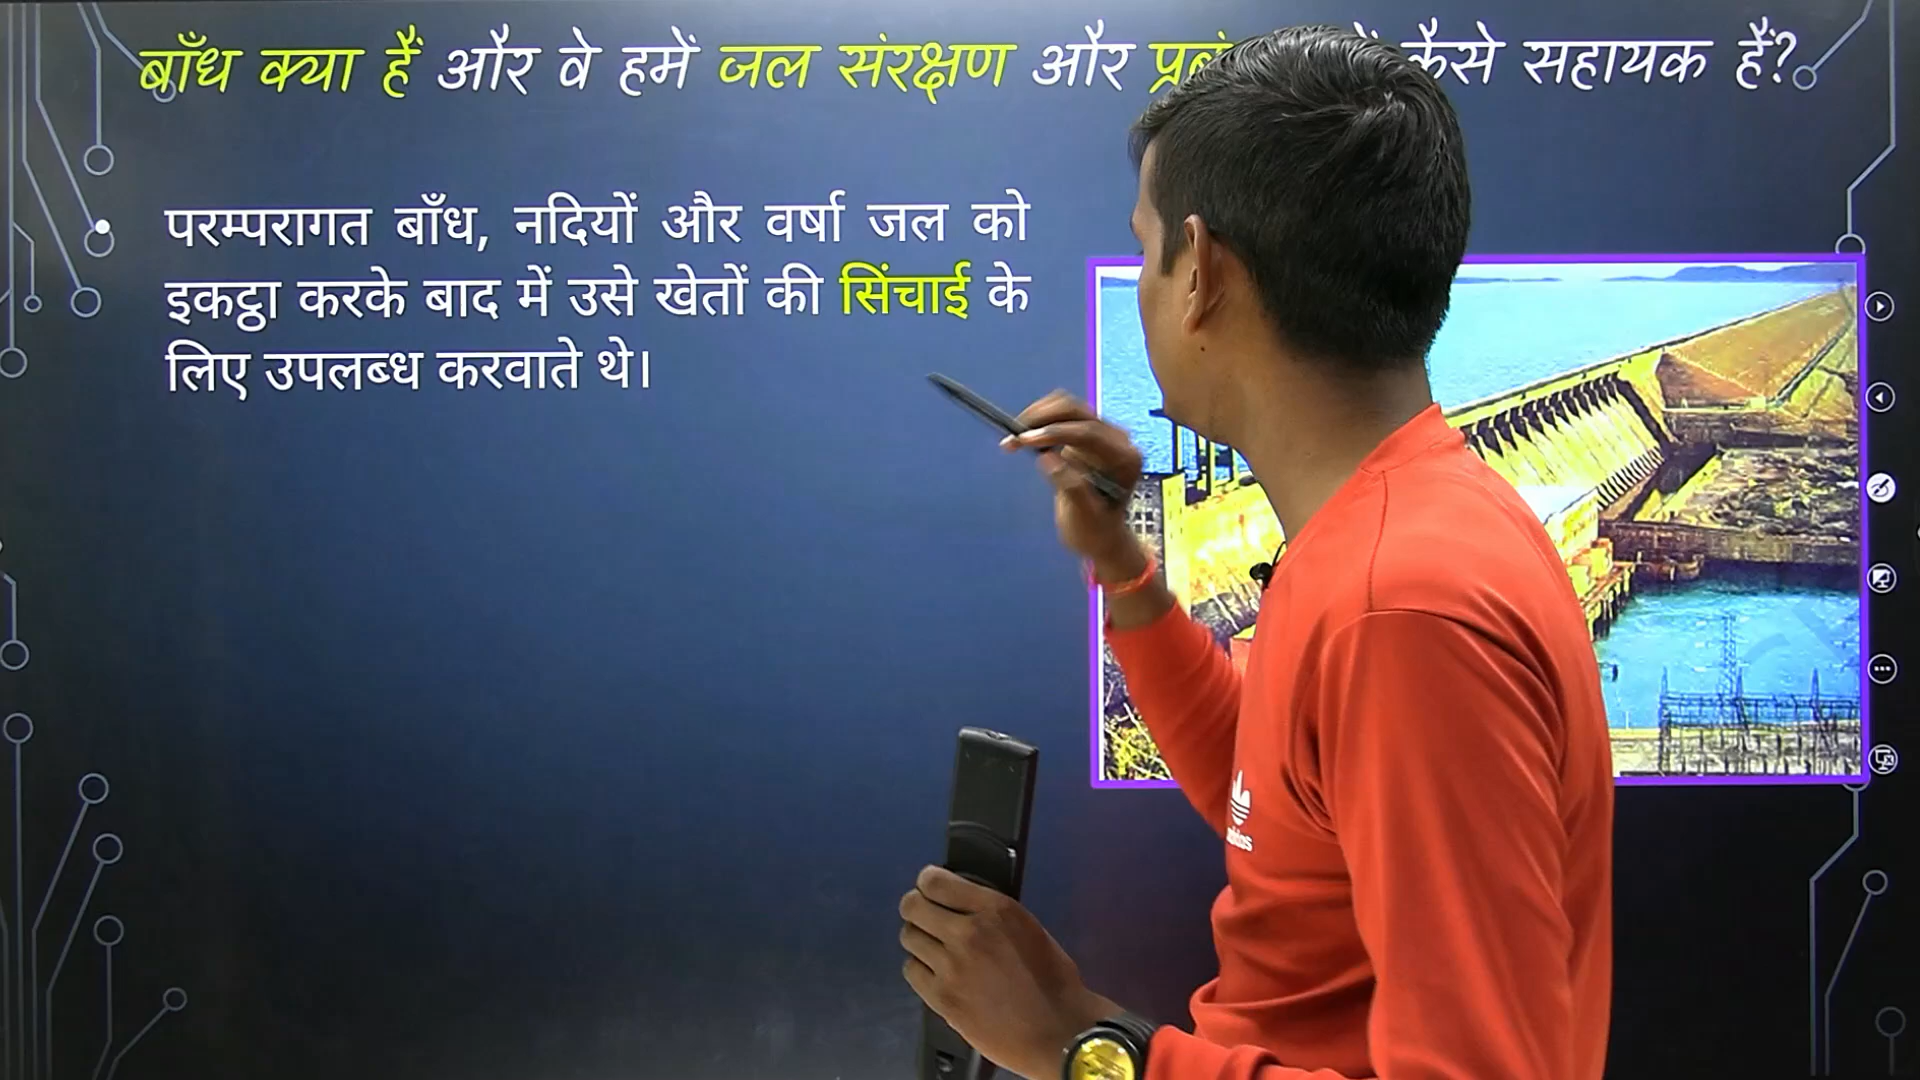 बाँध क्या हैं और वे हमें जल संरक्षण और कैसे सहायक हैं?
परम्परागत बाँध, नदियों और वर्षा जल को
इकट्ठा करके बाद में उसे खेतों की सिंचाई के
लिए उपलब्ध करवाते थे।